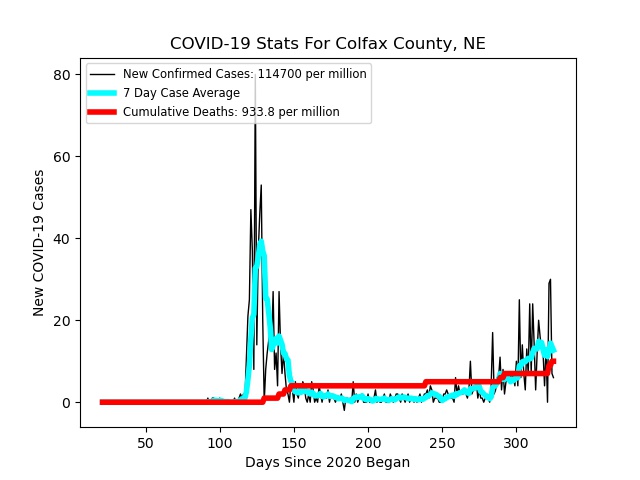 COVID-19 Stats For Colfax County, NE
New Confirmed Cases: 114700 per million
7 Day Case Average
Cumulative Deaths: 933.8 per million
80
60
40
20
0
New COVID-19 Cases
50 100 150 200 250 300
Days Since 2020 Began